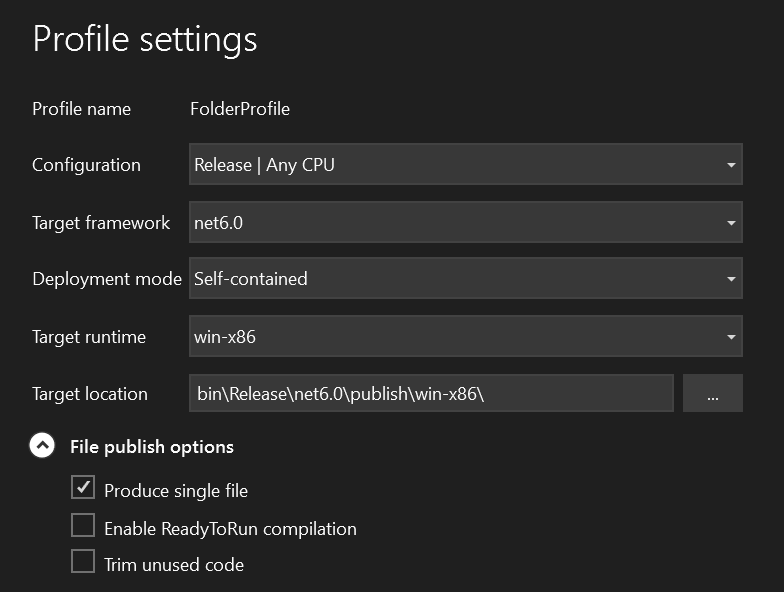 Profile settings
Profile name FolderProfile
Configuration Release | Any CPU
Target framework net6.0
Deployment mode Self-contained
Target runtime win-x86
Target location bin\Release\net6.0\publish\win-x86\ ...
File publish options
Produce single file
Enable ReadyToRun compilation
Trim unused code